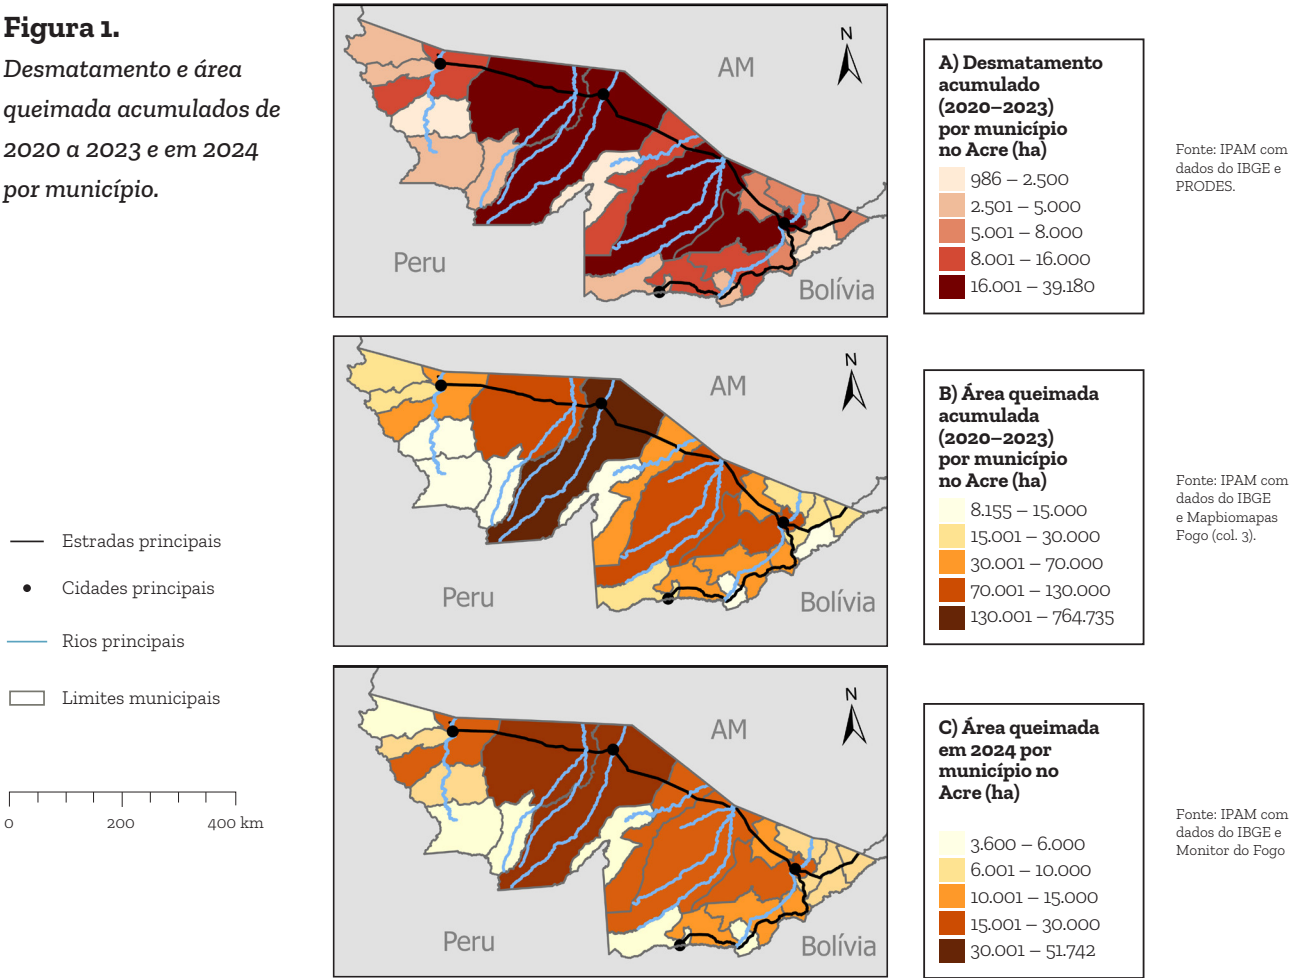 Figura 1.
Desmatamento e área
queimada acumulados de
2020 a 2023 e em 2024
por município.
Estradas principais
Cidades principais
Rios principais
Limites municipais
0 200 400 km
N
AM
Peru
Bolívia
A) Desmatamento
acumulado
(2020–2023)
por município
no Acre (ha)
986 – 2.500
2.501 – 5.000
5.001 – 8.000
8.001 – 16.000
16.001 – 39.180
Fonte: IPAM com
dados do IBGE e
PRODES.
N
AM
Peru
Bolívia
B) Área queimada
acumulada
(2020–2023)
por município
no Acre (ha)
8.155 – 15.000
15.001 – 30.000
30.001 – 70.000
70.001 – 130.000
130.001 – 764.735
Fonte: IPAM com
dados do IBGE
e Mapbiomapas
Fogo (col. 3).
N
AM
Peru
Bolívia
C) Área queimada
em 2024 por
município no
Acre (ha)
3.600 – 6.000
6.001 – 10.000
10.001 – 15.000
15.001 – 30.000
30.001 – 51.742
Fonte: IPAM com
dados do IBGE e
Monitor do Fogo